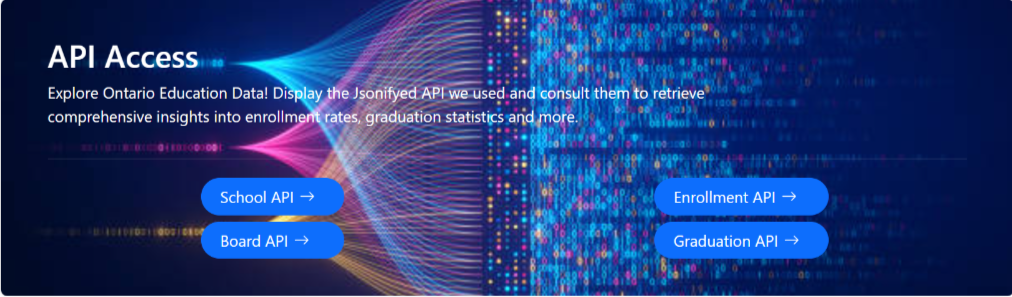 API Access
Explore Ontario Education Data! Display the Jsonifyed API we used and consult them to retrieve
comprehensive insights into enrollment rates, graduation statistics and more.
School API →
Enrollment API →
Board API →
Graduation API →